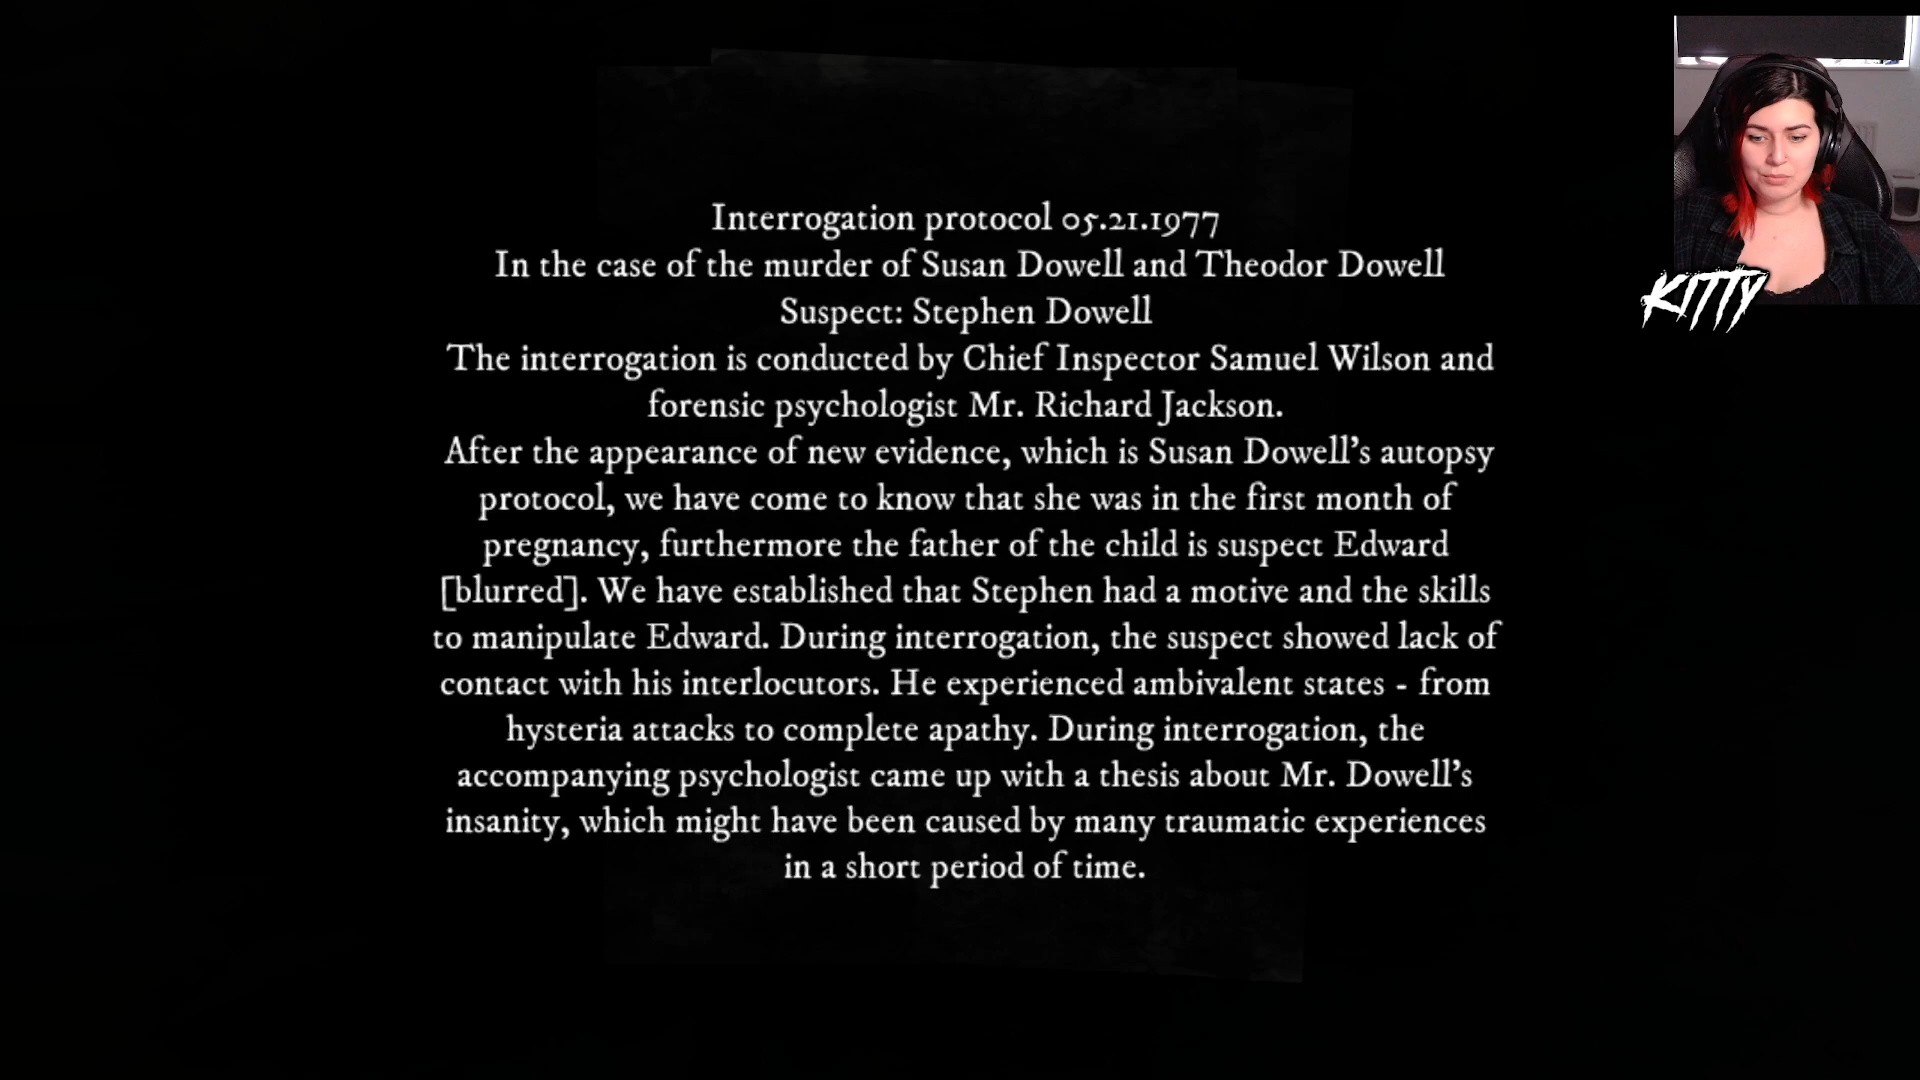 Interrogation protocol 05.21.1977
In the case of the murder of Susan Dowell and Theodor Dowell
Suspect: Stephen Dowell
The interrogation is conducted by Chief Inspector Samuel Wilson and
forensic psychologist Mr. Richard Jackson.
After the appearance of new evidence, which is Susan Dowell's autopsy
protocol, we have come to know that she was in the first month of
pregnancy, furthermore the father of the child is suspect Edward
[blurred]. We have established that Stephen had a motive and the skills
to manipulate Edward. During interrogation, the suspect showed lack of
contact with his interlocutors. He experienced ambivalent states - from
hysteria attacks to complete apathy. During interrogation, the
accompanying psychologist came up with a thesis about Mr. Dowell's
insanity, which might have been caused by many traumatic experiences
in a short period of time.
KITTY